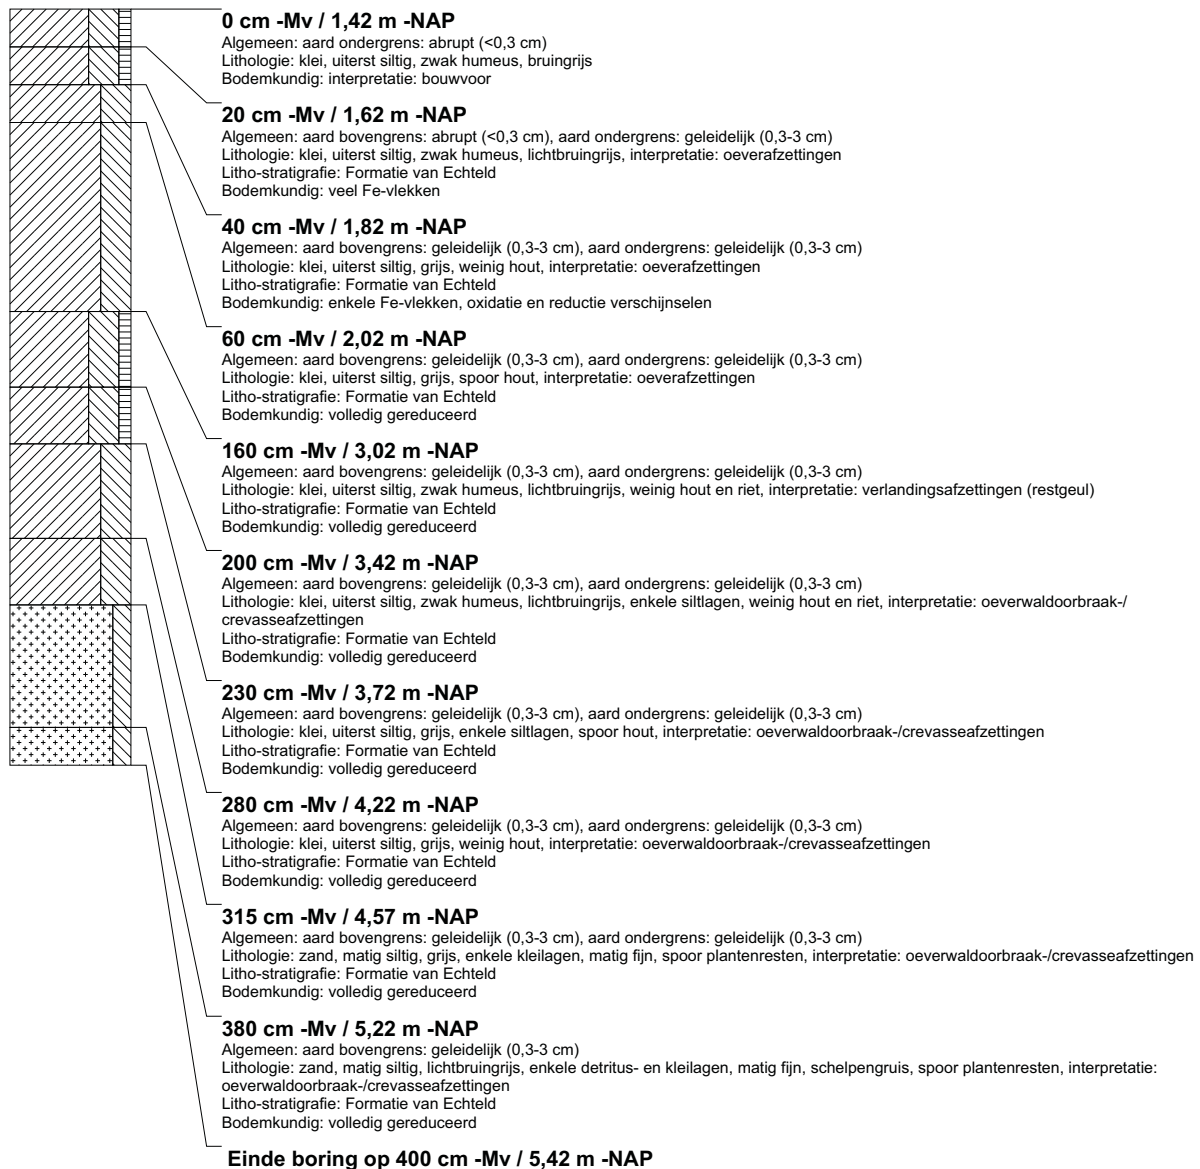 0 cm -Mv / 1,42 m -NAP
Algemeen: aard ondergrens: abrupt (<0,3 cm)
Lithologie: klei, uiterst siltig, zwak humeus, bruingrijs
Bodemkundig: interpretatie: bouwvoor
20 cm -Mv / 1,62 m -NAP
Algemeen: aard bovengrens: abrupt (<0,3 cm), aard ondergrens: geleidelijk (0,3-3 cm)
Lithologie: klei, uiterst siltig, zwak humeus, lichtbruingrijs, interpretatie: oeverafzettingen
Litho-stratigrafie: Formatie van Echteld
Bodemkundig: veel Fe-vlekken
40 cm -Mv / 1,82 m -NAP
Algemeen: aard bovengrens: geleidelijk (0,3-3 cm), aard ondergrens: geleidelijk (0,3-3 cm)
Lithologie: klei, uiterst siltig, grijs, weinig hout, interpretatie: oeverafzettingen
Litho-stratigrafie: Formatie van Echteld
Bodemkundig: enkele Fe-vlekken, oxidatie en reductie verschijnselen
60 cm -Mv / 2,02 m -NAP
Algemeen: aard bovengrens: geleidelijk (0,3-3 cm), aard ondergrens: geleidelijk (0,3-3 cm)
Lithologie: klei, uiterst siltig, grijs, spoor hout, interpretatie: oeverafzettingen
Litho-stratigrafie: Formatie van Echteld
Bodemkundig: volledig gereduceerd
160 cm -Mv / 3,02 m -NAP
Algemeen: aard bovengrens: geleidelijk (0,3-3 cm), aard ondergrens: geleidelijk (0,3-3 cm)
Lithologie: klei, uiterst siltig, zwak humeus, lichtbruingrijs, weinig hout en riet, interpretatie: verlandingsafzettingen (restgeul)
Litho-stratigrafie: Formatie van Echteld
Bodemkundig: volledig gereduceerd
200 cm -Mv / 3,42 m -NAP
Algemeen: aard bovengrens: geleidelijk (0,3-3 cm), aard ondergrens: geleidelijk (0,3-3 cm)
Lithologie: klei, uiterst siltig, zwak humeus, lichtbruingrijs, enkele siltlagen, weinig hout en riet, interpretatie: oeverwaldoorbraak-/
crevasseafzettingen
Litho-stratigrafie: Formatie van Echteld
Bodemkundig: volledig gereduceerd
230 cm -Mv / 3,72 m -NAP
Algemeen: aard bovengrens: geleidelijk (0,3-3 cm), aard ondergrens: geleidelijk (0,3-3 cm)
Lithologie: klei, uiterst siltig, grijs, enkele siltlagen, spoor hout, interpretatie: oeverwaldoorbraak-/crevasseafzettingen
Litho-stratigrafie: Formatie van Echteld
Bodemkundig: volledig gereduceerd
280 cm -Mv / 4,22 m -NAP
Algemeen: aard bovengrens: geleidelijk (0,3-3 cm), aard ondergrens: geleidelijk (0,3-3 cm)
Lithologie: klei, uiterst siltig, grijs, weinig hout, interpretatie: oeverwaldoorbraak-/crevasseafzettingen
Litho-stratigrafie: Formatie van Echteld
Bodemkundig: volledig gereduceerd
315 cm -Mv / 4,57 m -NAP
Algemeen: aard bovengrens: geleidelijk (0,3-3 cm), aard ondergrens: geleidelijk (0,3-3 cm)
Lithologie: zand, matig siltig, grijs, enkele kleilagen, matig fijn, spoor plantenresten, interpretatie: oeverwaldoorbraak-/crevasseafzettingen
Litho-stratigrafie: Formatie van Echteld
Bodemkundig: volledig gereduceerd
380 cm -Mv / 5,22 m -NAP
Algemeen: aard bovengrens: geleidelijk (0,3-3 cm)
Lithologie: zand, matig siltig, lichtbruingrijs, enkele detritus- en kleilagen, matig fijn, schelpengruis, spoor plantenresten, interpretatie:
oeverwaldoorbraak-/crevasseafzettingen
Litho-stratigrafie: Formatie van Echteld
Bodemkundig: volledig gereduceerd
Einde boring op 400 cm -Mv / 5,42 m -NAP